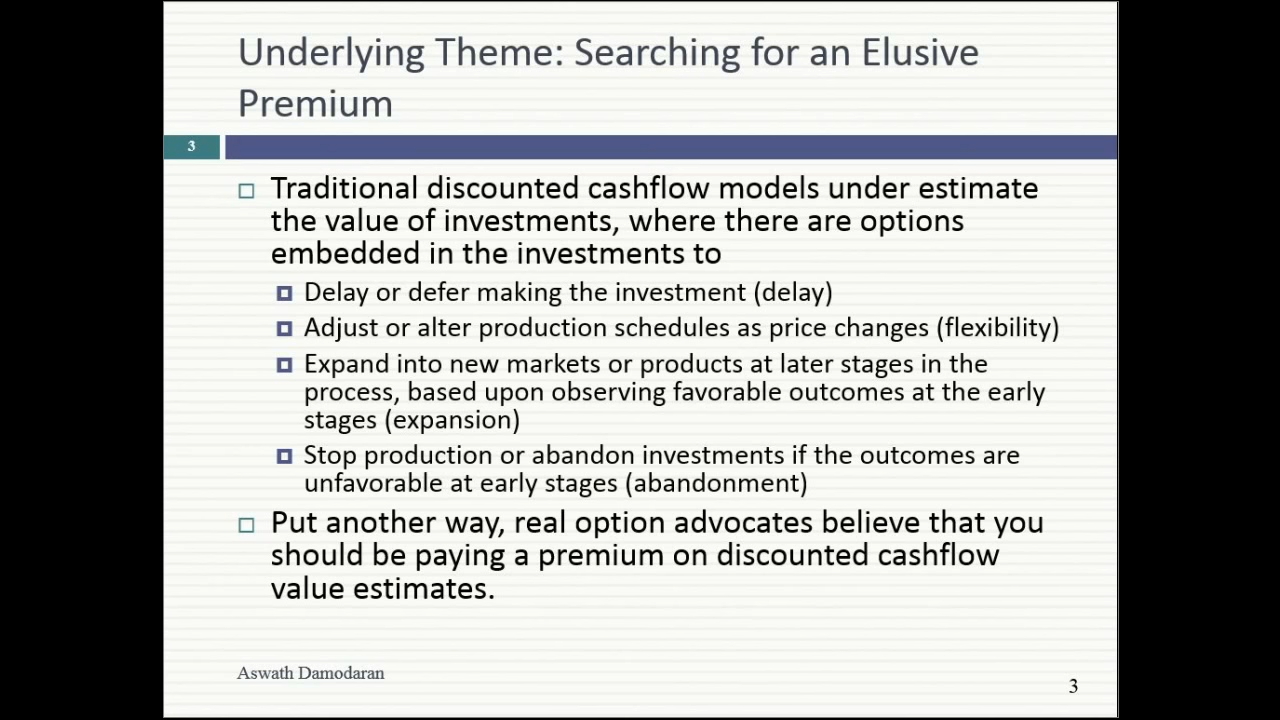 Underlying Theme: Searching for an Elusive
Premium
3
Traditional discounted cashflow models under estimate
the value of investments, where there are options
embedded in the investments to
Delay or defer making the investment (delay)
Adjust or alter production schedules as price changes (flexibility)
Expand into new markets or products at later stages in the
process, based upon observing favorable outcomes at the early
stages (expansion)
Stop production or abandon investments if the outcomes are
unfavorable at early stages (abandonment)
Put another way, real option advocates believe that you
should be paying a premium on discounted cashflow
value estimates.
Aswath Damodaran
3